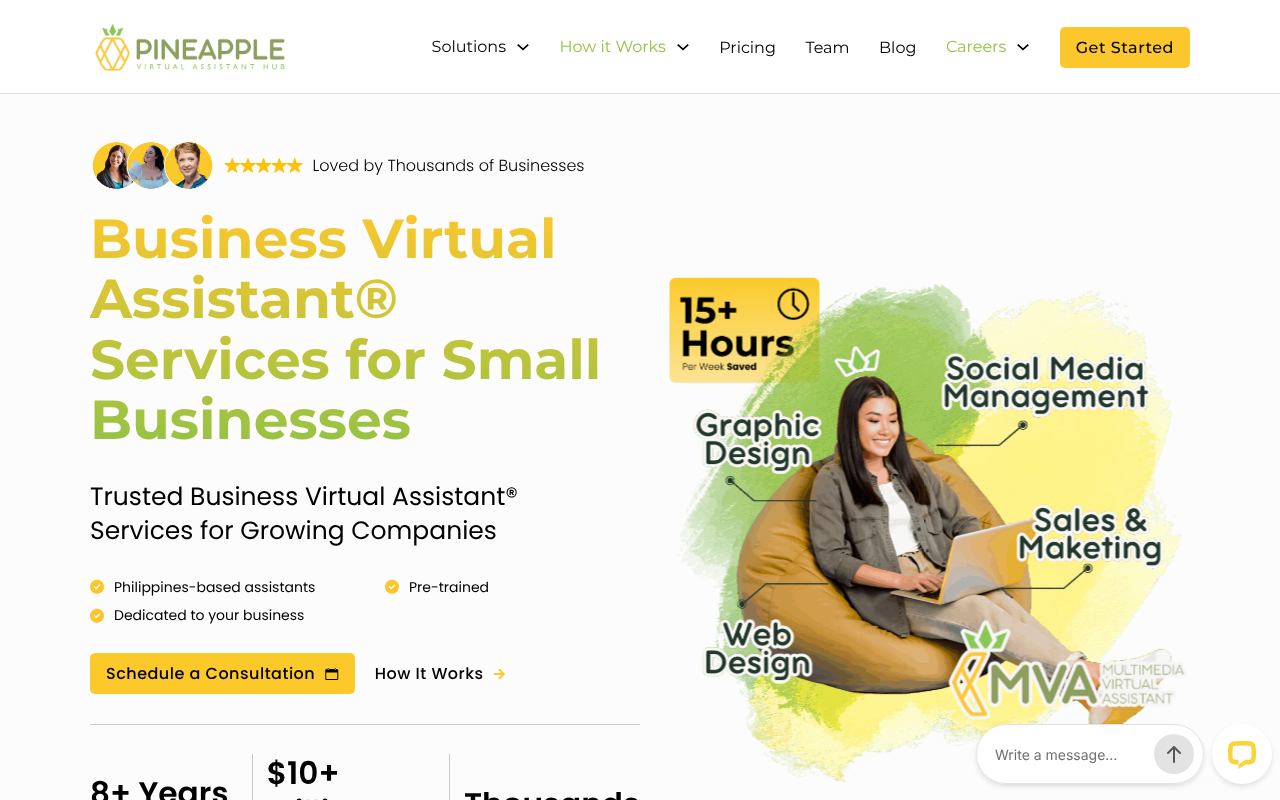 PINEAPPLE
VIRTUAL ASSISTANT HUB
Solutions
How it Works
Pricing
Team
Blog
Careers
Get Started
Loved by Thousands of Businesses
Business Virtual
Assistant®
Services for Small
Businesses
Trusted Business Virtual Assistant®
Services for Growing Companies
Philippines-based assistants
Pre-trained
Dedicated to your business
Schedule a Consultation
How It Works
8+ Years
$10+
Thousands
15+
Hours
Per Week Saved
Social Media
Management
Graphic
Design
Sales &
Maketing
Web
Design
MVA
MULTIMEDIA
VIRTUAL
ASSISTANT
Write a message...